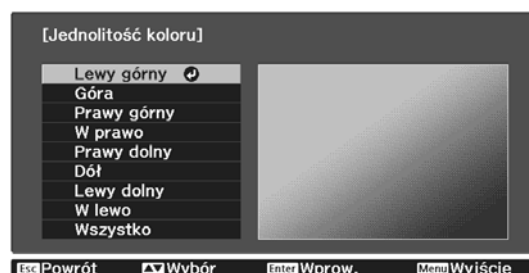 [Jednolitość koloru]
Lewy górny
Góra
Prawy górny
W prawo
Prawy dolny
Dół
Lewy dolny
W lewo
Wszystko
Esc Powrót Wybór Enter Wprow. Menu Wyjście